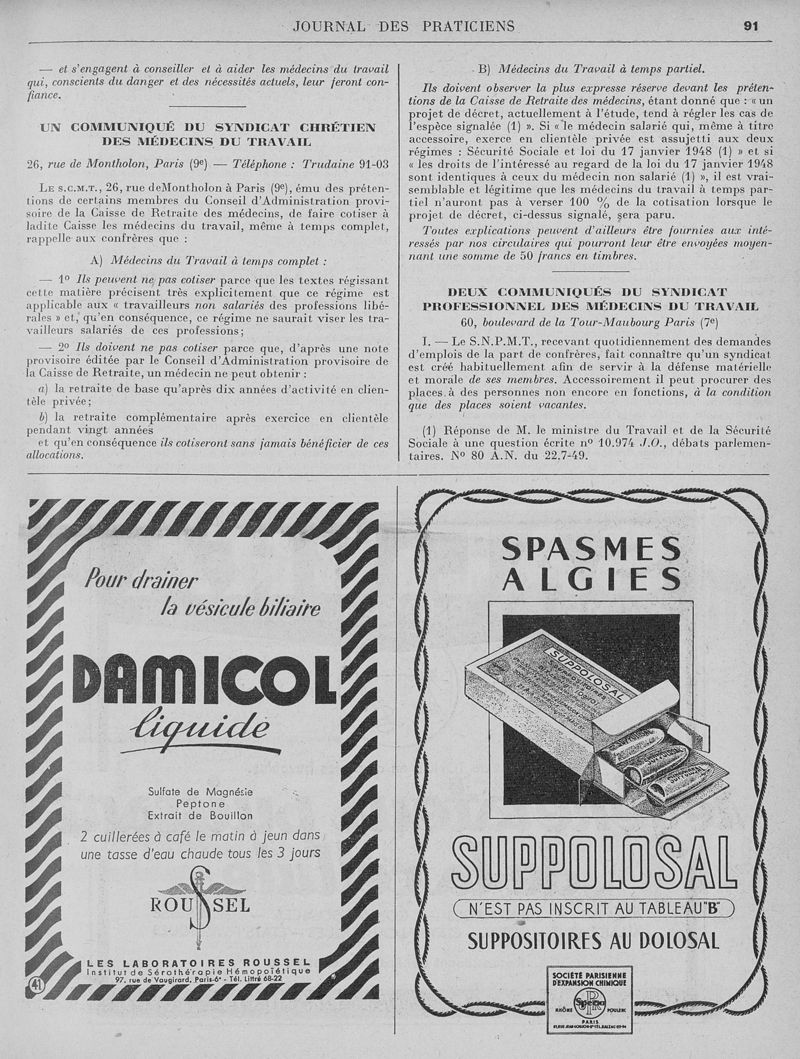 JOURNAL DES PRATICIENS
91
— et s'engagent à conseiller et à aider les médecins du travail
qui, conscients du danger et des nécessités actuels, leur feront con-
fiance.
UN COMMUNIQUÉ DU SYNDICAT CHRÉTIEN
DES MÉDECINS DU TRAVAIL
26, rue de Montholon, Paris (9e) — Téléphone : Trudaine 91-03
LE S.C.M.T., 26, rue deMontholon à Paris (9e), ému des préten-
tions de certains membres du Conseil d'Administration provi-
soire de la Caisse de Retraite des médecins, de faire cotiser à
ladite Caisse les médecins du travail, même à temps complet,
rappelle aux confrères que :
A) Médecins du Travail à temps complet :
— 1o Ils peuvent ne pas cotiser parce que les textes régissant
cette matière précisent très explicitement que ce régime est
applicable aux « travailleurs non salariés des professions libé-
rales » et, qu'en conséquence, ce régime ne saurait viser les tra-
vailleurs salariés de ces professions;
— 2o Ils doivent ne pas cotiser parce que, d'après une note
provisoire éditée par le Conseil d'Administration provisoire de
la Caisse de Retraite, un médecin ne peut obtenir :
a) la retraite de base qu'après dix années d'activité en clien-
tèle privée;
b) la retraite complémentaire après exercice en clientèle
pendant vingt années
et qu'en conséquence ils cotiseront sans jamais bénéficier de ces
allocations.
B) Médecins du Travail à temps partiel.
Ils doivent observer la plus expresse réserve devant les préten-
tions de la Caisse de Retraite des médecins, étant donné que : « un
projet de décret, actuellement à l'étude, tend à régler les cas de
l'espèce signalée (1) ». Si « le médecin salarié qui, même à titre
accessoire, exerce en clientèle privée est assujetti aux deux
régimes : Sécurité Sociale et loi du 17 janvier 1948 (1) » et si
« les droits de l'intéressé au regard de la loi du 17 janvier 1948
sont identiques à ceux du médecin non salarié (1) », il est vrai-
semblable et légitime que les médecins du travail à temps par-
tiel n'auront pas à verser 100 % de la cotisation lorsque le
projet de décret, ci-dessus signalé, sera paru.
Toutes explications peuvent d'ailleurs être fournies aux inté-
ressés par nos circulaires qui pourront leur être envoyées moyen-
nant une somme de 50 francs en timbres.
DEUX COMMUNIQUÉS DU SYNDICAT
PROFESSIONNEL DES MÉDECINS DU TRAVAIL
60, boulevard de la Tour-Maubourg Paris (7e)
I. — Le S.N.P.M.T., recevant quotidiennement des demandes
d'emplois de la part de confrères, fait connaître qu'un syndicat
est créé habituellement afin de servir à la défense matérielle
et morale de ses membres. Accessoirement il peut procurer des
places à des personnes non encore en fonctions, à la condition
que des places soient vacantes.
(1) Réponse de M. le ministre du Travail et de la Sécurité
Sociale à une question écrite no 10.974 J.O., débats parlemen-
taires. No 80 A.N. du 22.7-49.
Pour drainer
la vésicule biliaire
DAMICOL
liquide
Sulfate de Magnésie
Peptone
Extrait de Bouillon
2 cuillerées à café le matin à jeun dans
une tasse d'eau chaude tous les 3 jours
ROUSSEL
LES LABORATOIRES ROUSSEL
Institut de Sérothérapie Hémopoïétique
97, rue de Vaugirard, Paris-6e - Tél. Littré 68-22
41
SPASMES
ALGIES
SUPPOLOSAL
SUPPOLOSAL
N'EST PAS INSCRIT AU TABLEAU "B"
SUPPOSITOIRES AU DOLOSAL
SOCIÉTÉ PARISIENNE
D'EXPANSION CHIMIQUE
Specia
RHÔNE POULENC
PARIS